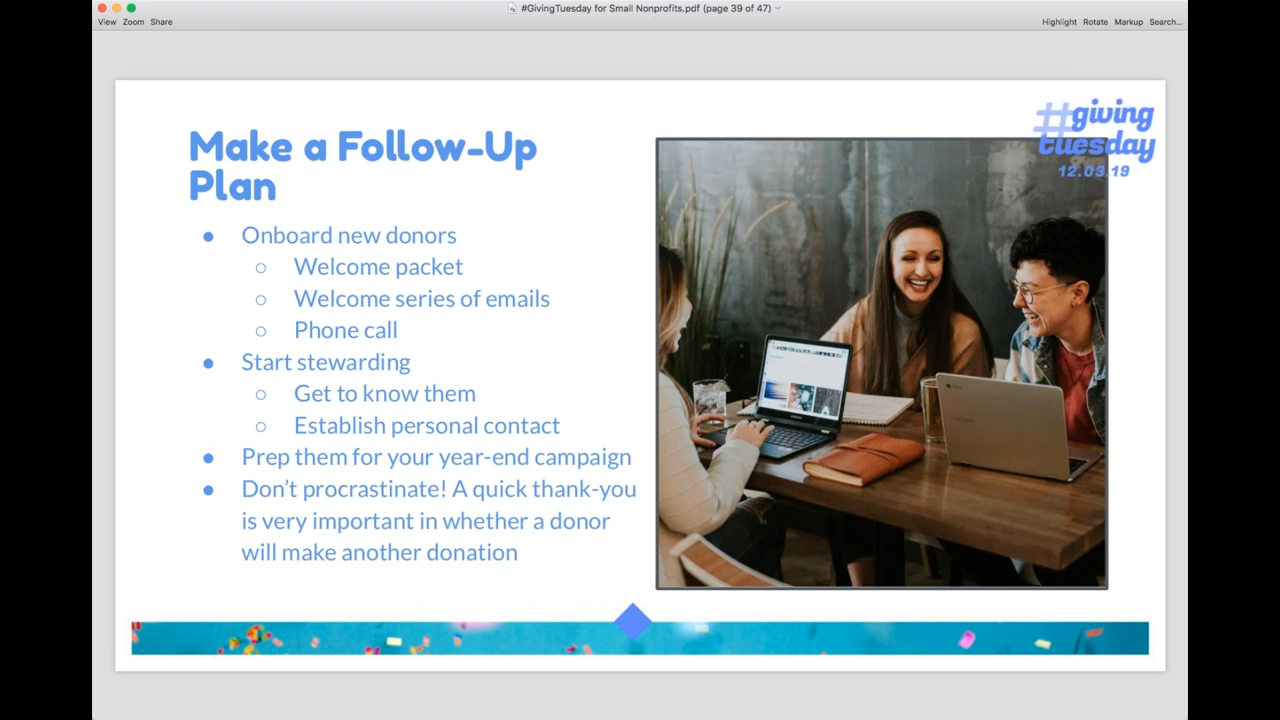 #GivingTuesday for Small Nonprofits.pdf (page 39 of 47)
View Zoom Share
Highlight Rotate Markup Search...
#giving
tuesday
12.03.19
Make a Follow-Up
Plan
● Onboard new donors
○ Welcome packet
○ Welcome series of emails
○ Phone call
● Start stewarding
○ Get to know them
○ Establish personal contact
● Prep them for your year-end campaign
● Don’t procrastinate! A quick thank-you
is very important in whether a donor
will make another donation